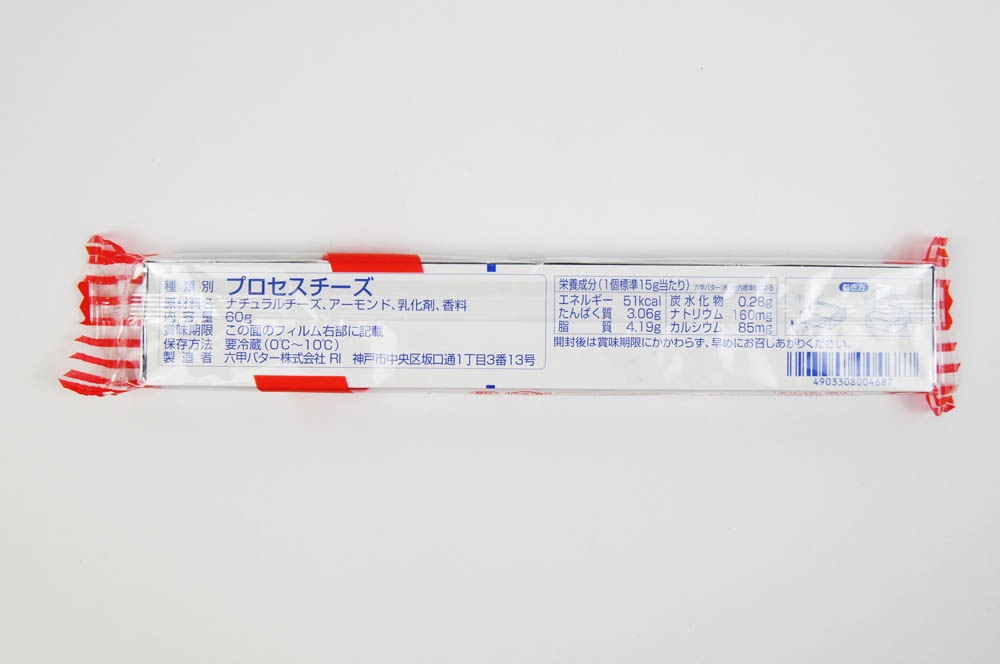 種類別 プロセスチーズ
原材料名 ナチュラルチーズ、アーモンド、乳化剤、香料
内容量 60g
賞味期限 この面のフィルム右部に記載
保存方法 要冷蔵(0℃~10℃)
製造者 六甲バター株式会社 RI 神戸市中央区坂口通1丁目3番13号
栄養成分(1個標準15g当たり)
エネルギー 51kcal 炭水化物 0.28g
たんぱく質 3.06g ナトリウム 160mg
脂質 4.19g カルシウム 85mg
開封後は賞味期限にかかわらず、早めにお召しあがりください。
①
4903308004687